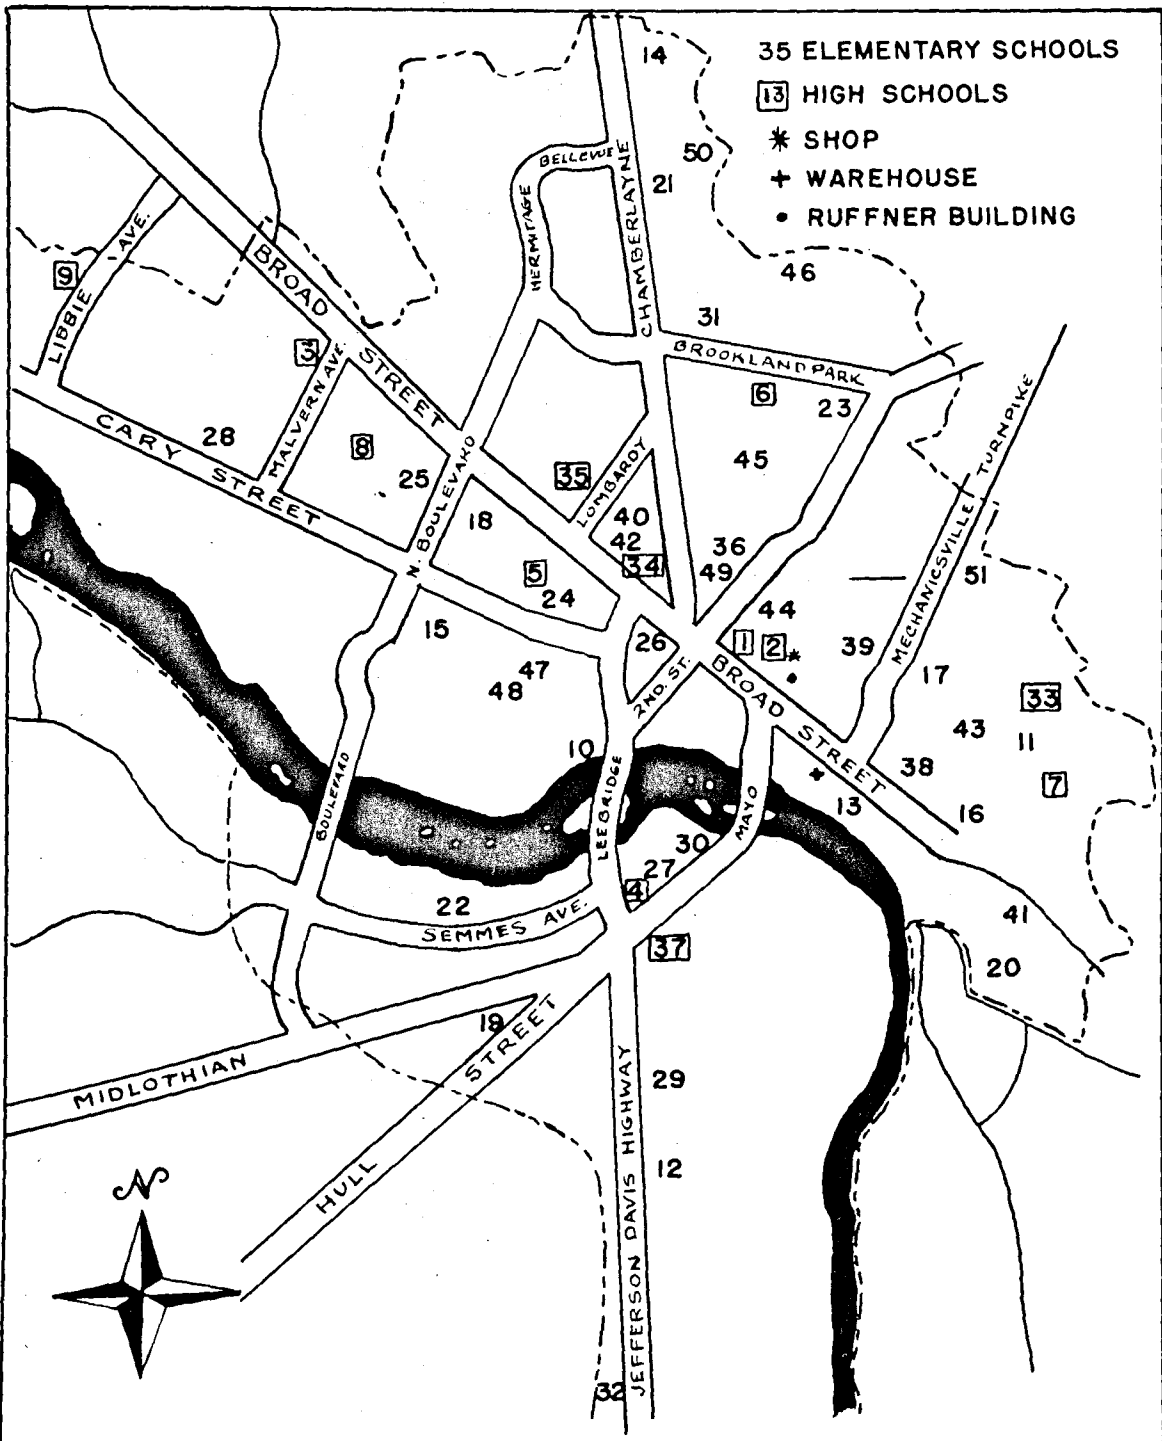 35 ELEMENTARY SCHOOLS
13 HIGH SCHOOLS
SHOP
WAREHOUSE
RUFFNER BUILDING
14
50
21
BELLEVUE
HERMITAGE
CHAMBERLAYNE
46
31
LIBBIE AVE.
9
BROAD STREET
3
MALVERN AVE.
BROOKLAND PARK
6
23
MECHANICSVILLE TURNPIKE
CARY STREET
28
8
25
N. BOULEVARD
35
LOMBARDY
45
18
40
42
34
36
49
51
5
24
44
15
26
1
2
39
47
48
2ND. ST.
BROAD STREET
17
33
43
11
10
38
7
13
16
BOULEVARD
LEEBRIDGE
MAYO
30
27
4
22
SEMMES AVE.
37
41
20
19
HULL STREET
MIDLOTHIAN
29
12
JEFFERSON DAVIS HIGHWAY
N
32